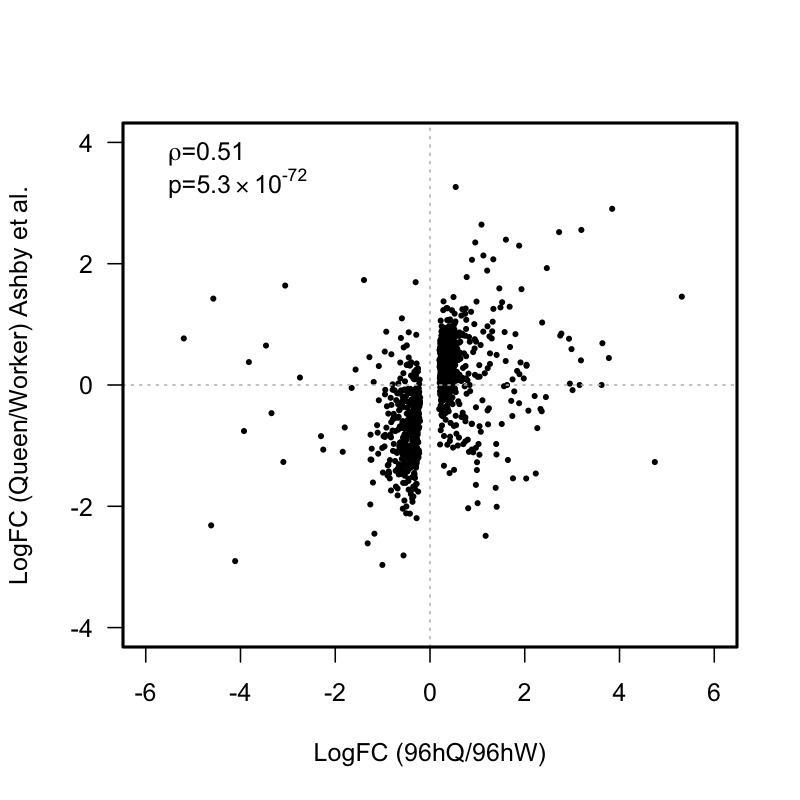 ρ=0.51
p=5.3×10⁻⁷²
LogFC (Queen/Worker) Ashby et al.
4
2
0
-2
-4
-6 -4 -2 0 2 4 6
LogFC (96hQ/96hW)